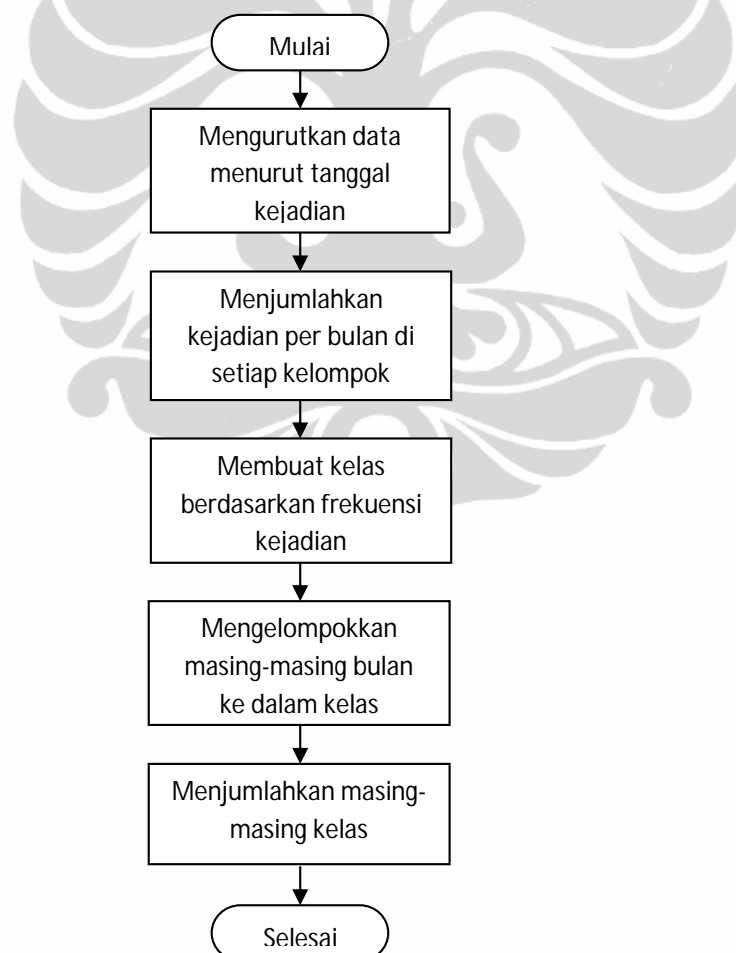 Mulai
Mengurutkan data
menurut tanggal
kejadian
Menjumlahkan
kejadian per bulan di
setiap kelompok
Membuat kelas
berdasarkan frekuensi
kejadian
Mengelompokkan
masing-masing bulan
ke dalam kelas
Menjumlahkan masing-
masing kelas
Selesai